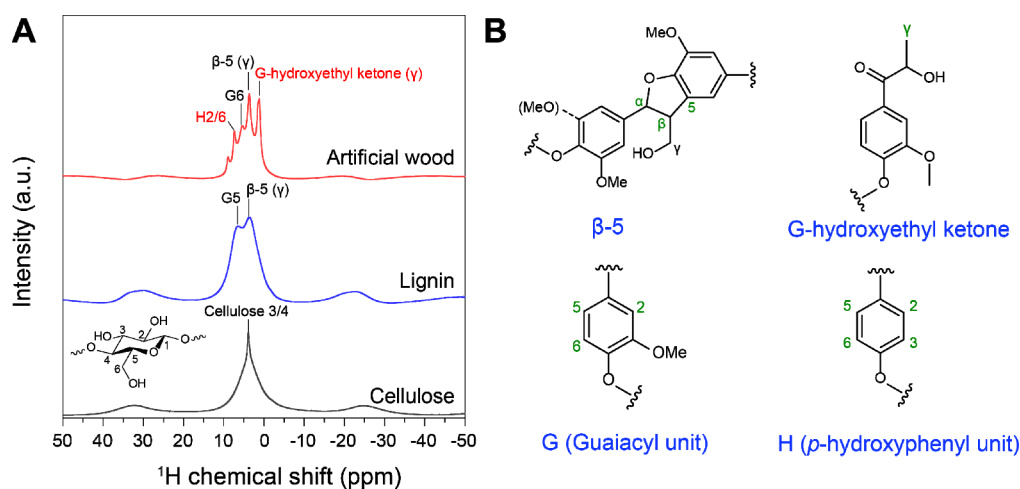 A
B
Intensity (a.u.)
β-5 (γ)
G-hydroxyethyl ketone (γ)
G6
H2/6
Artificial wood
G5
β-5 (γ)
Lignin
Cellulose 3/4
OH
HO
3
2
O
O
1
4
5
6
OH
Cellulose
50 40 30 20 10 0 -10 -20 -30 -40 -50
¹H chemical shift (ppm)
MeO
O
(MeO)
α
5
β
O
HO
γ
OMe
β-5
γ
O
OH
O
O
G-hydroxyethyl ketone
5
2
6
OMe
O
G (Guaiacyl unit)
5
2
6
3
O
H (p-hydroxyphenyl unit)